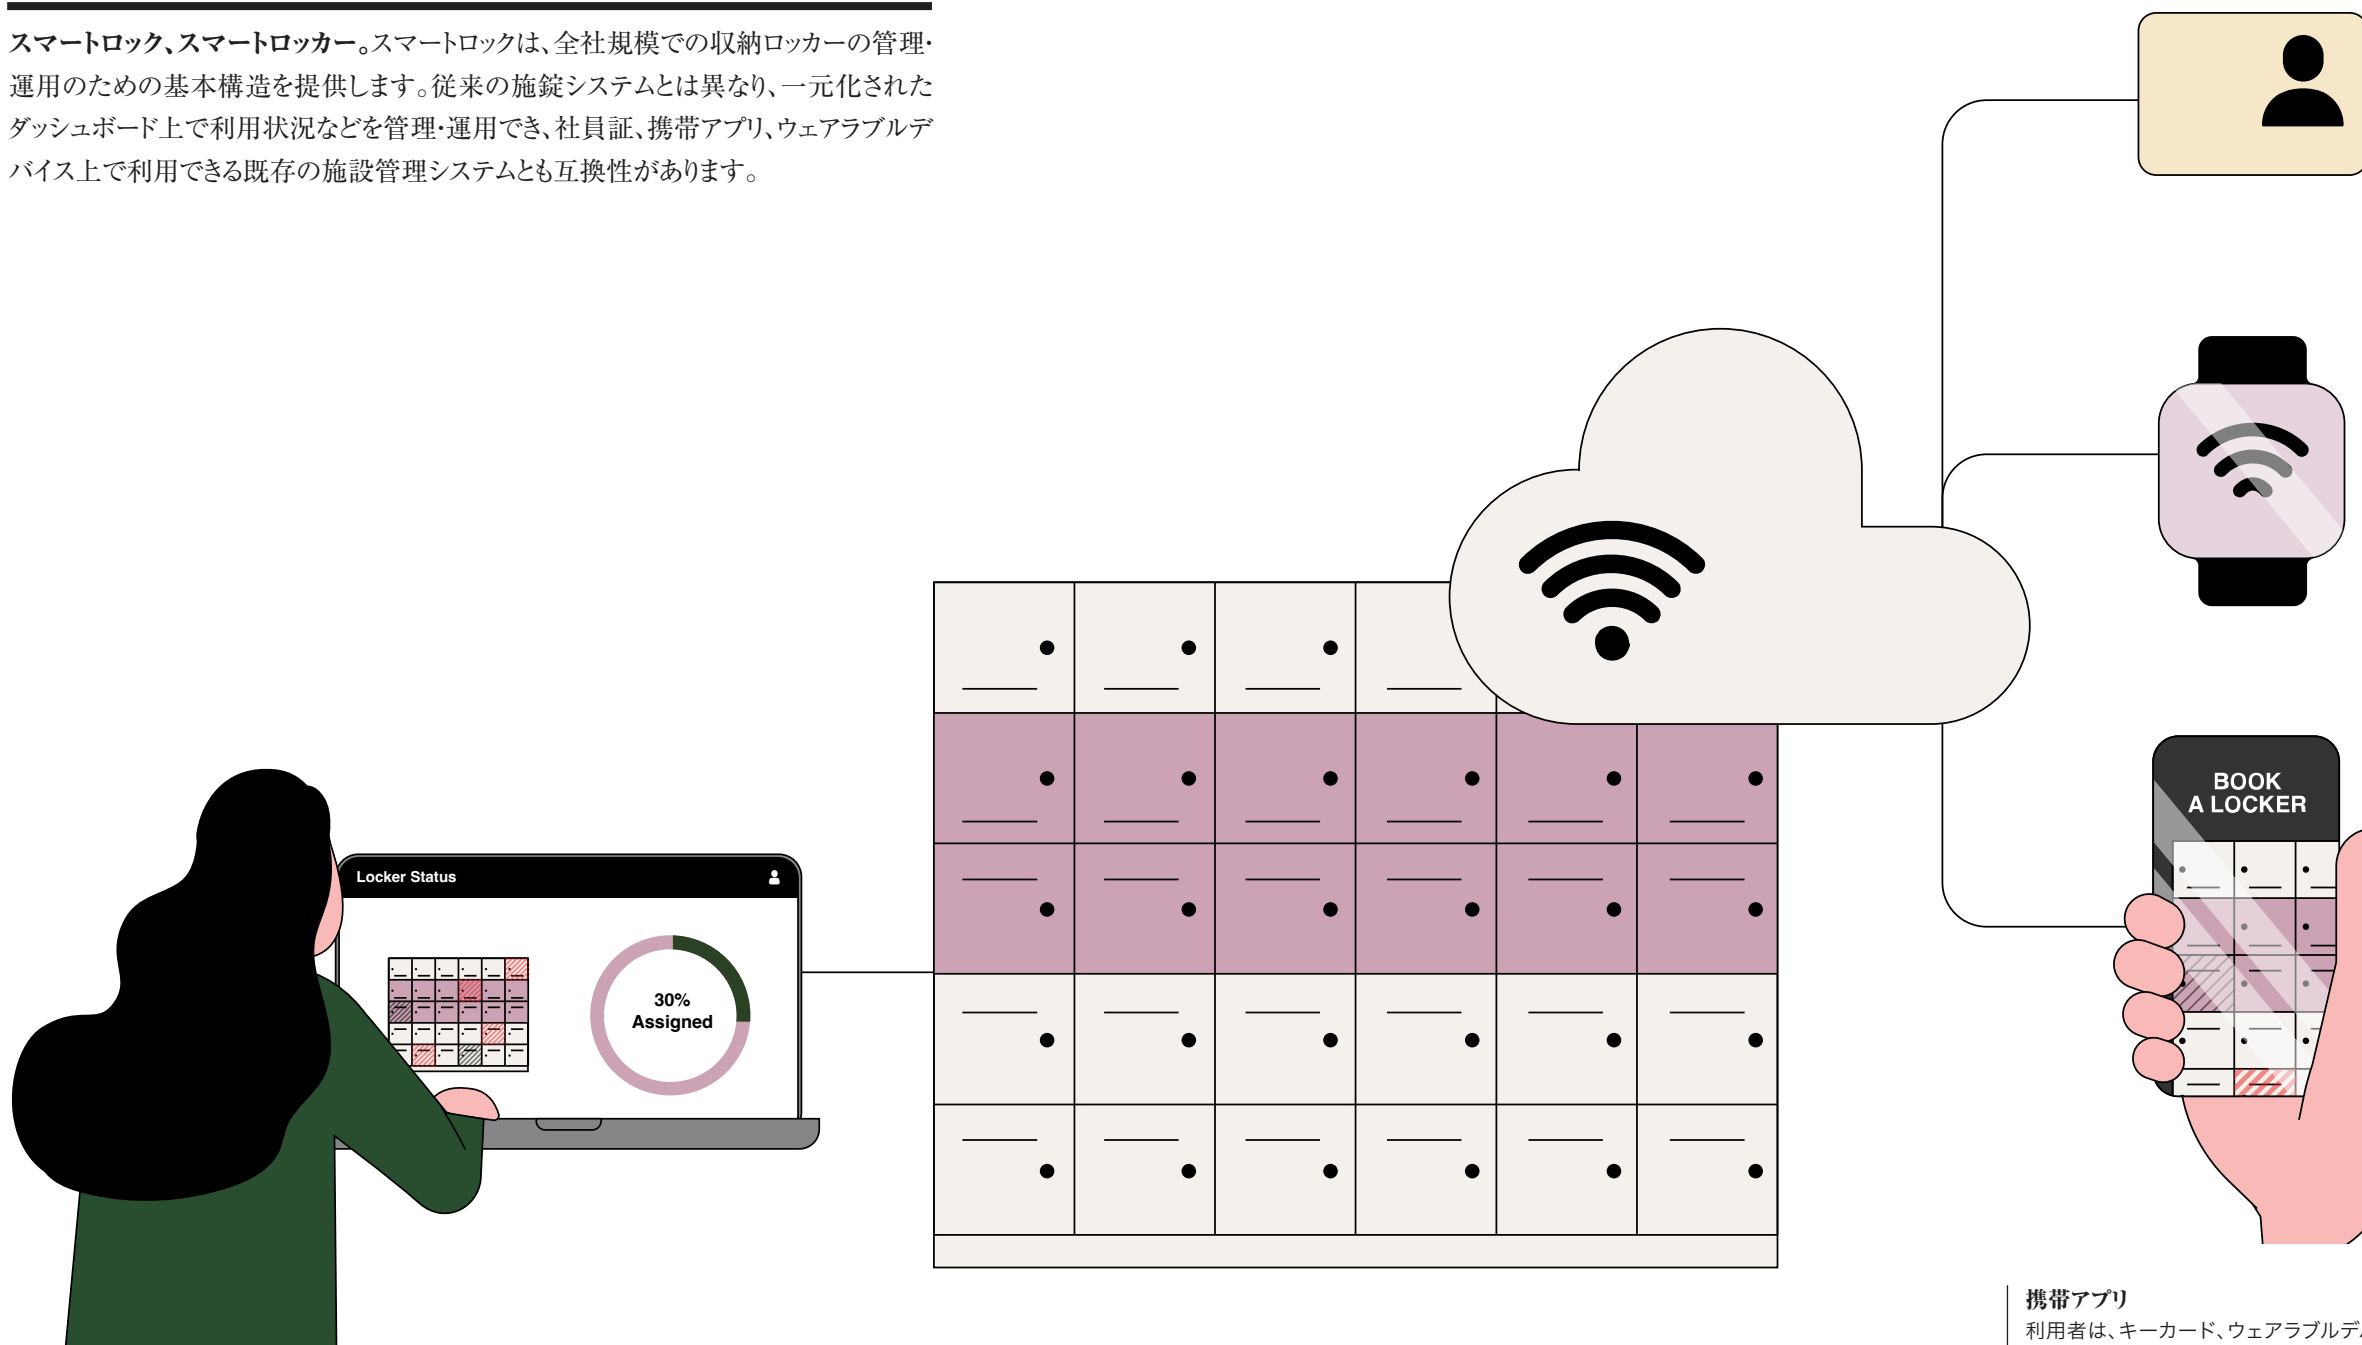 スマートロック、スマートロッカー。スマートロックは、全社規模での収納ロッカーの管理・
運用のための基本構造を提供します。従来の施錠システムとは異なり、一元化された
ダッシュボード上で利用状況などを管理・運用でき、社員証、携帯アプリ、ウェアラブルデ
バイス上で利用できる既存の施設管理システムとも互換性があります。
BOOK
A LOCKER
Locker Status
30%
Assigned
携帯アプリ
利用者は、キーカード、ウェアラブルデ